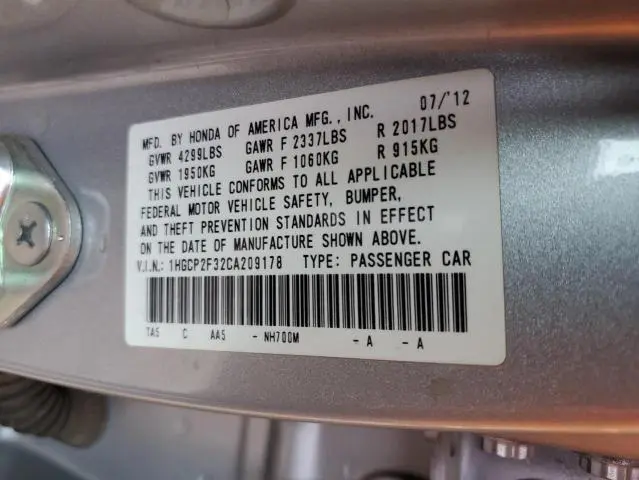 MFD. BY HONDA OF AMERICA MFG., INC. 07/'12
GVWR 4299LBS GAWR F 2337LBS R 2017LBS
GVWR 1950KG GAWR F 1060KG R 915KG
THIS VEHICLE CONFORMS TO ALL APPLICABLE
FEDERAL MOTOR VEHICLE SAFETY, BUMPER,
AND THEFT PREVENTION STANDARDS IN EFFECT
ON THE DATE OF MANUFACTURE SHOWN ABOVE.
V.I.N.: 1HGCP2F32CA209178 TYPE: PASSENGER CAR
TA5 C AA5 - NH700M - A - A